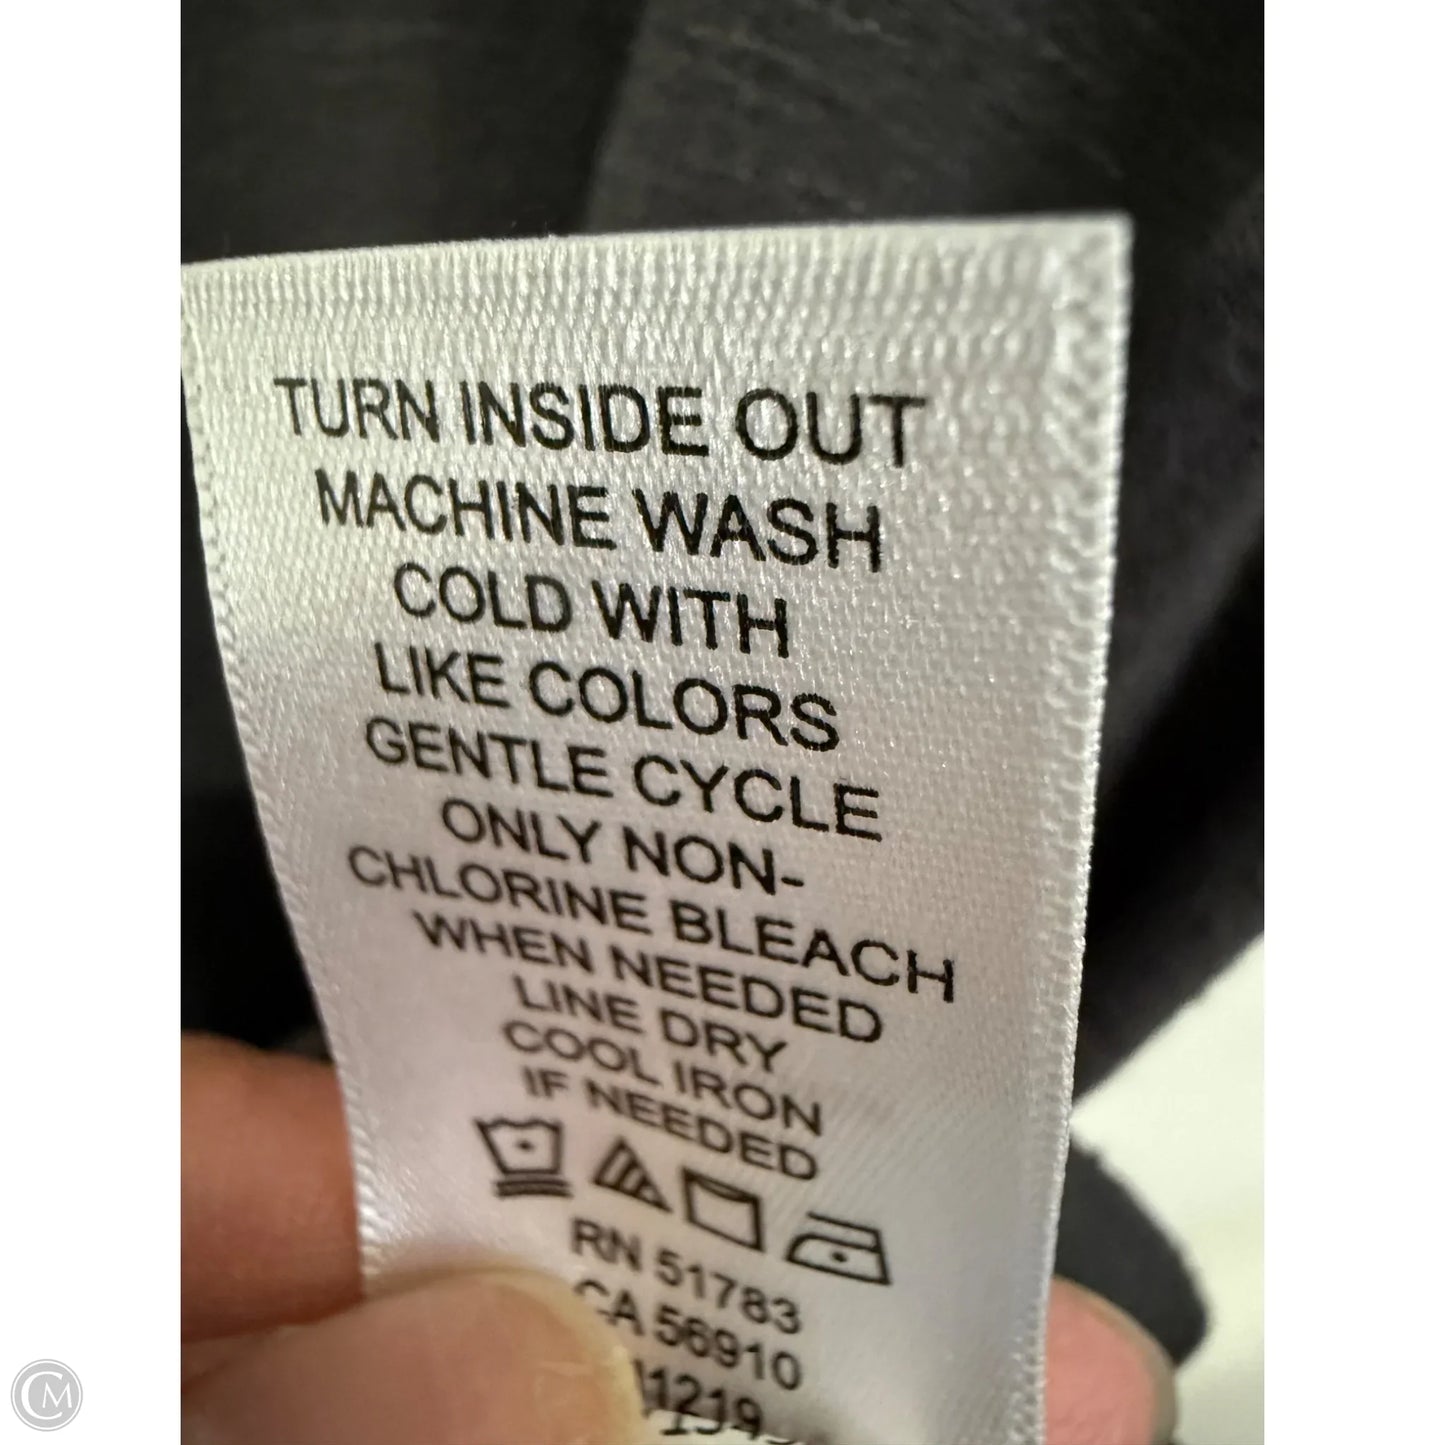 TURN INSIDE OUT
MACHINE WASH
COLD WITH
LIKE COLORS
GENTLE CYCLE
ONLY NON-
CHLORINE BLEACH
WHEN NEEDED
LINE DRY
COOL IRON
IF NEEDED
RN 51783
CA 56910
CM